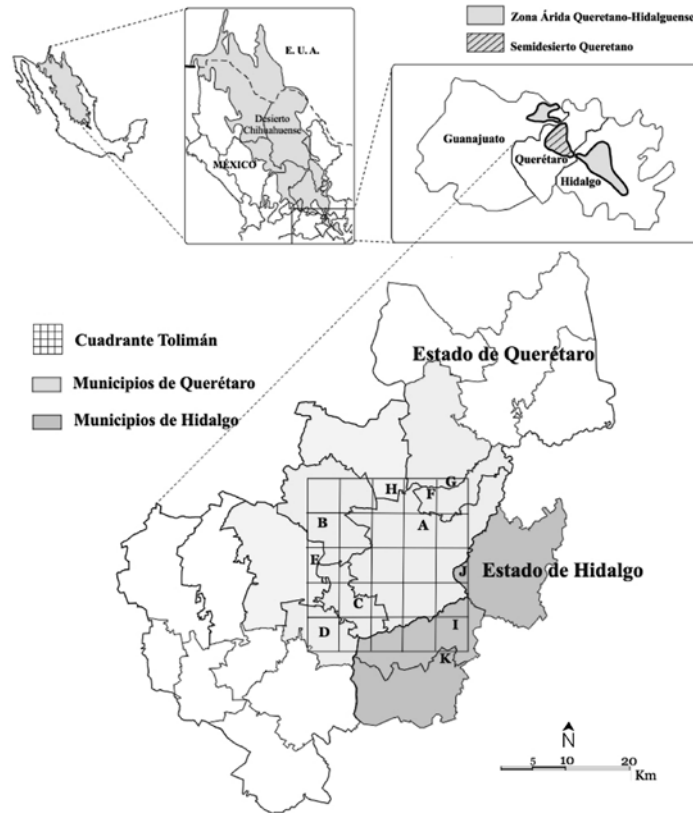 Zona Árida Queretano-Hidalguense
Semidesierto Queretano
E. U. A.
Desierto
Chihuahuense
MÉXICO
Guanajuato
Querétaro
Hidalgo
Cuadrante Tolimán
Municipios de Querétaro
Municipios de Hidalgo
Estado de Querétaro
H
G
F
B
A
E
J
Estado de Hidalgo
C
D
I
K
N
5 10 20
Km